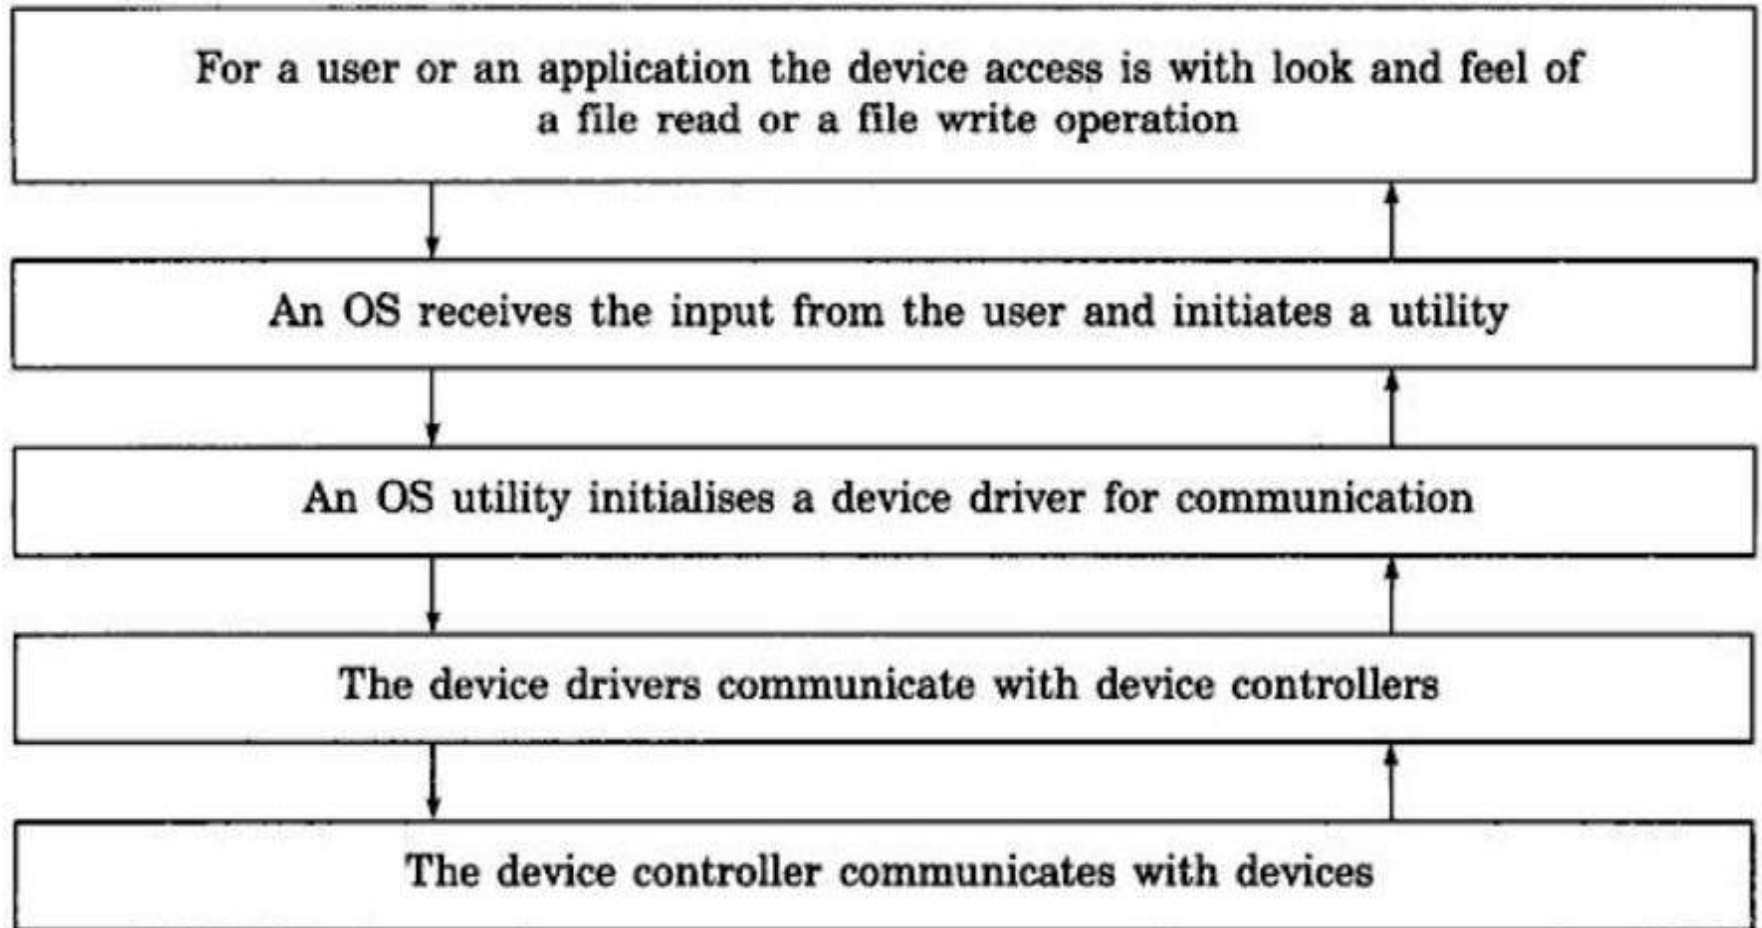 For a user or an application the device access is with look and feel of
a file read or a file write operation
An OS receives the input from the user and initiates a utility
An OS utility initialises a device driver for communication
The device drivers communicate with device controllers
The device controller communicates with devices